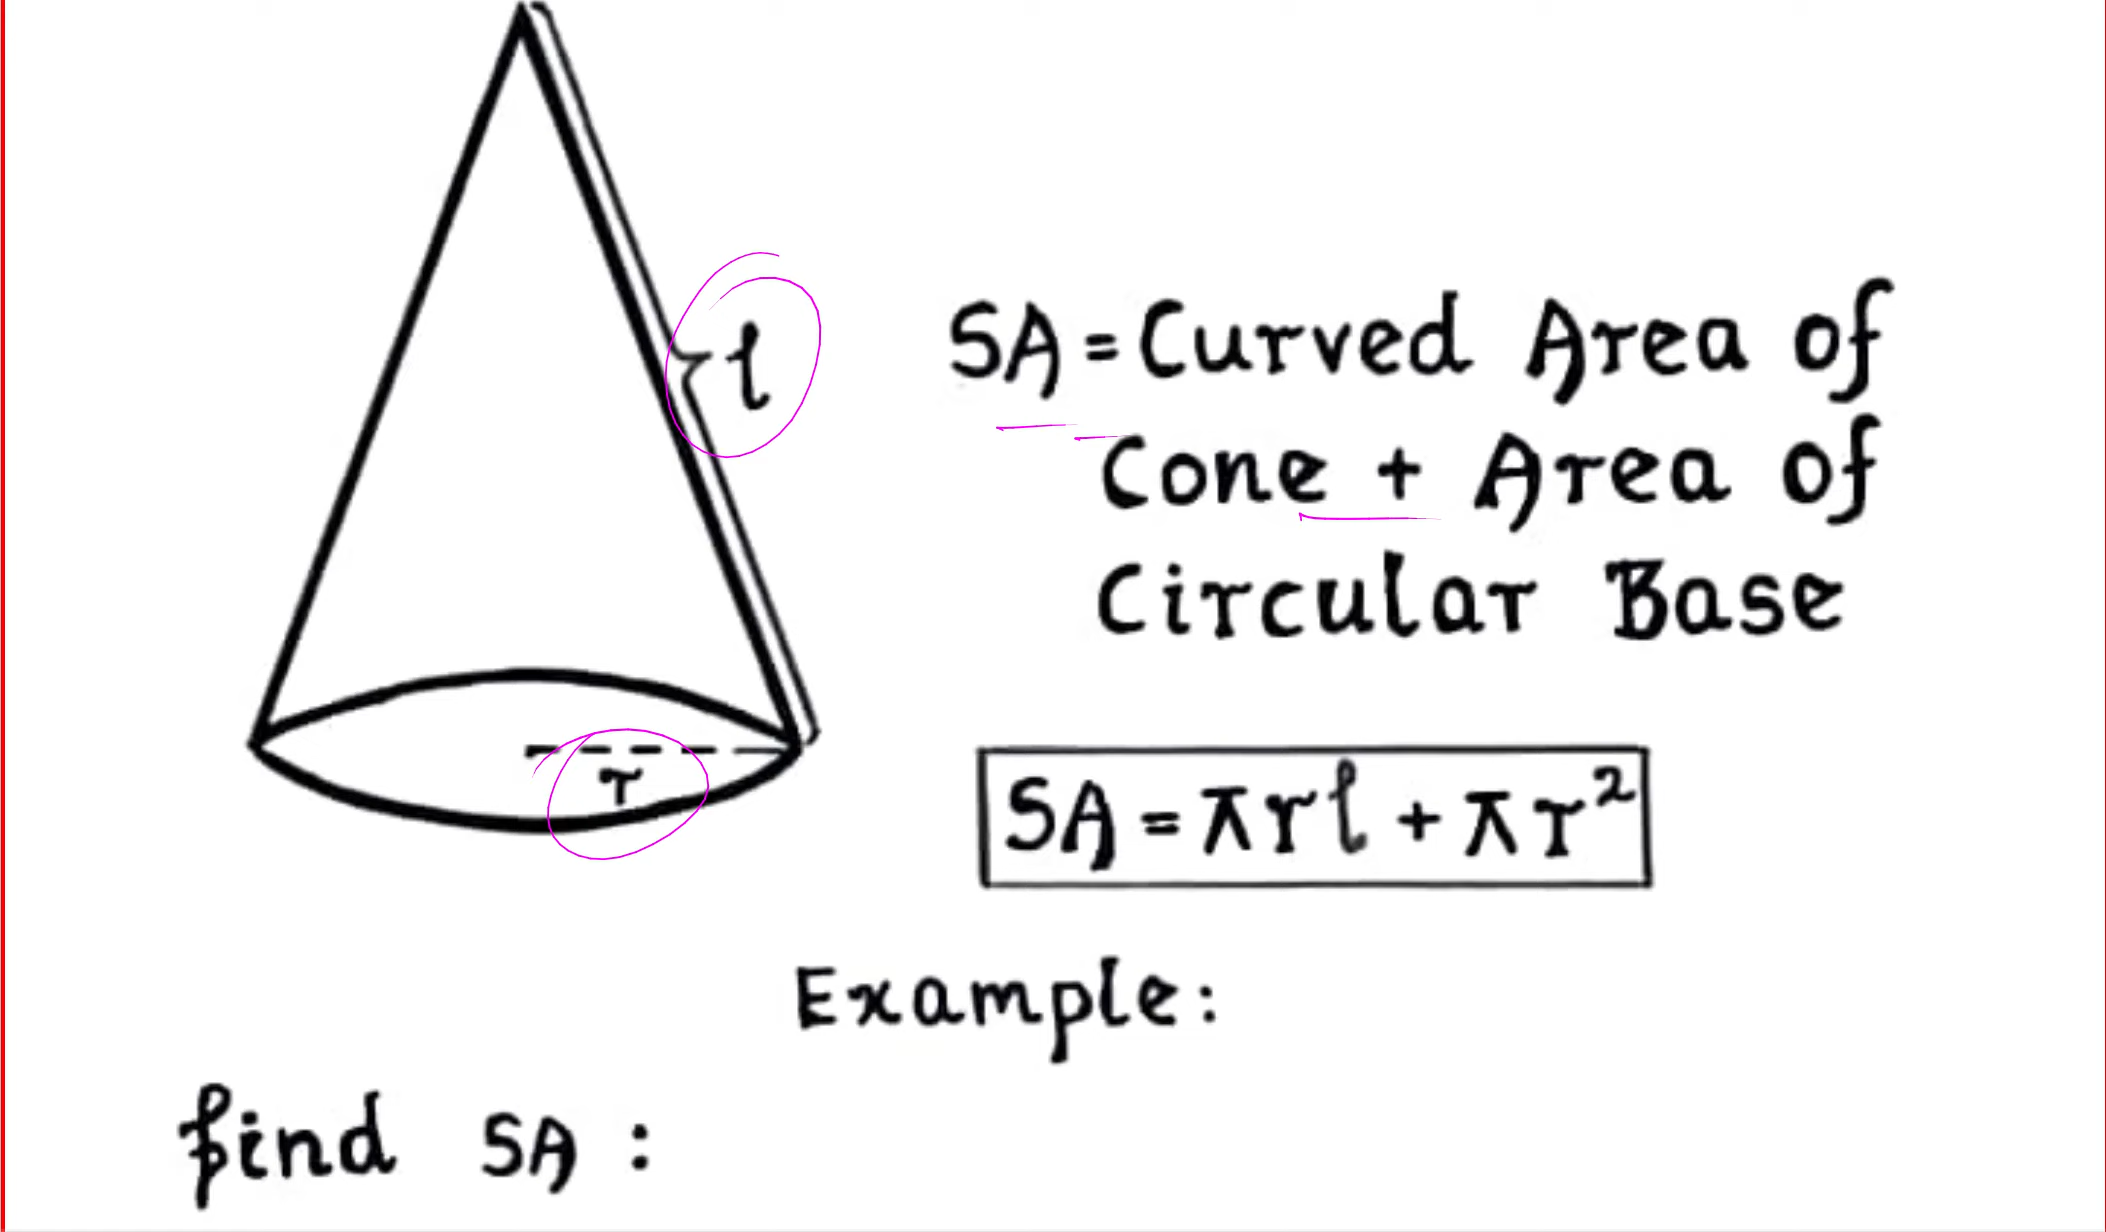 l
SA = Curved Area of
Cone + Area of
Circular Base
r
SA = πrl + πr²
Example:
find SA :